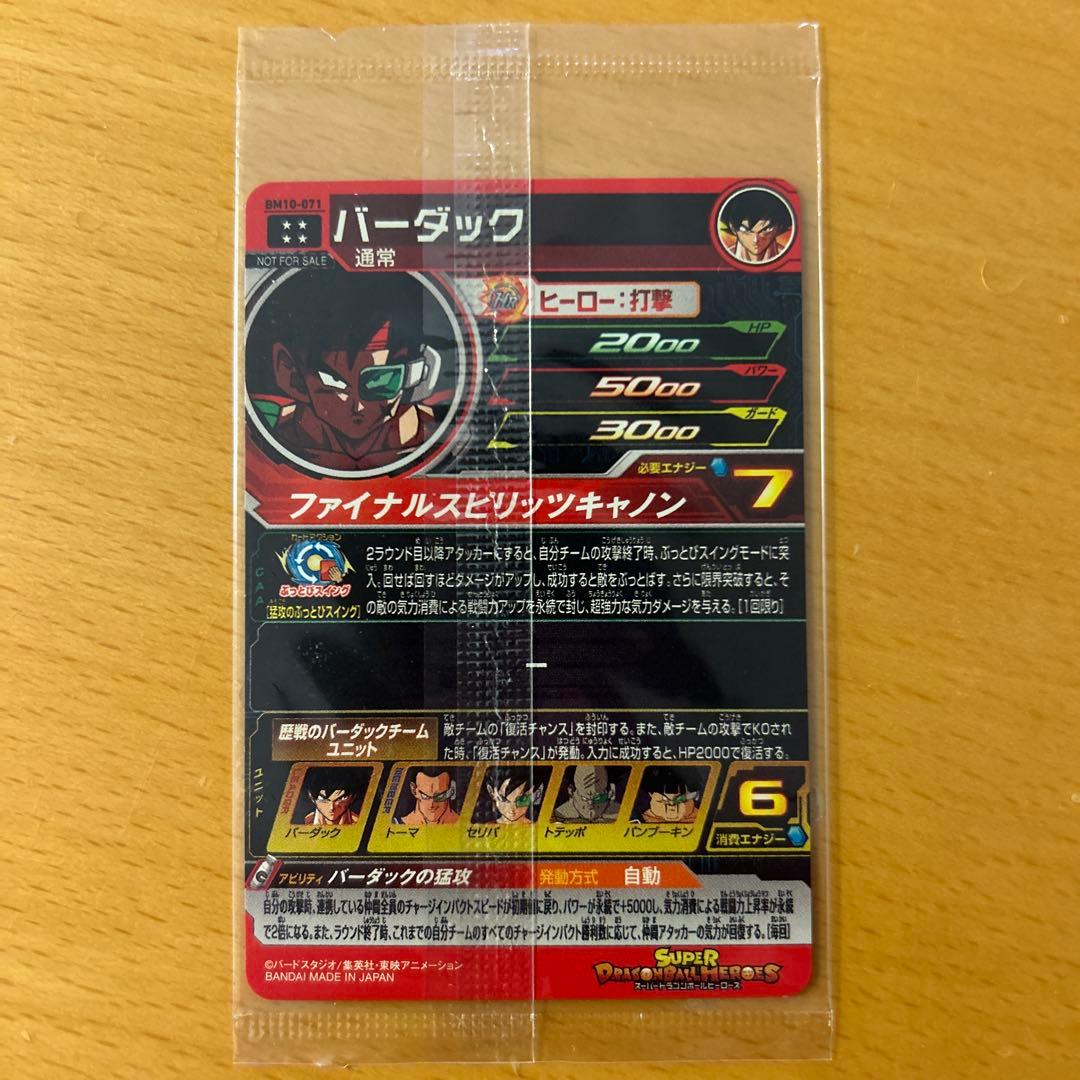 BM10-071
バーダック
NOT FOR SALE
通常
ヒーロー:打撃
HP
2000
パワー
5000
ガード
3000
必要エナジー
7
ファイナルスピリッツキャノン
CAA
カードアクション
ぶっとびスイング
[猛攻のぶっとびスイング]
2ラウンド目以降アタッカーにすると、自分チームの攻撃終了時、ぶっとびスイングモードに突
入。回せば回すほどダメージがアップし、成功すると敵をぶっとばす。さらに限界突破すると、そ
の敵の気力消費による戦闘力アップを永続で封じ、超強力な気力ダメージを与える。[1回限り]
ー
ユニット
歴戦のバーダックチーム
ユニット
敵チームの「復活チャンス」を封印する。また、敵チームの攻撃でKOされ
た時、「復活チャンス」が発動。入力に成功すると、HP2000で復活する。
LEADER
MEMBER
バーダック
トーマ
セリパ
トテッポ
パンブーキン
6
消費エナジー
アビリティ バーダックの猛攻
発動方式 自動
自分の攻撃時、連携している仲間全員のチャージインパクトスピードが初期値に戻り、パワーが永続で+5000し、気力消費による戦闘力上昇率が永続
で2倍になる。また、ラウンド終了時、これまでの自分チームのすべてのチャージインパクト勝利数に応じて、仲間アタッカーの気力が回復する。[毎回]
©バードスタジオ/集英社・東映アニメーション
BANDAI MADE IN JAPAN
SUPER
DRAGONBALL HEROES
スーパードラゴンボールヒーローズ